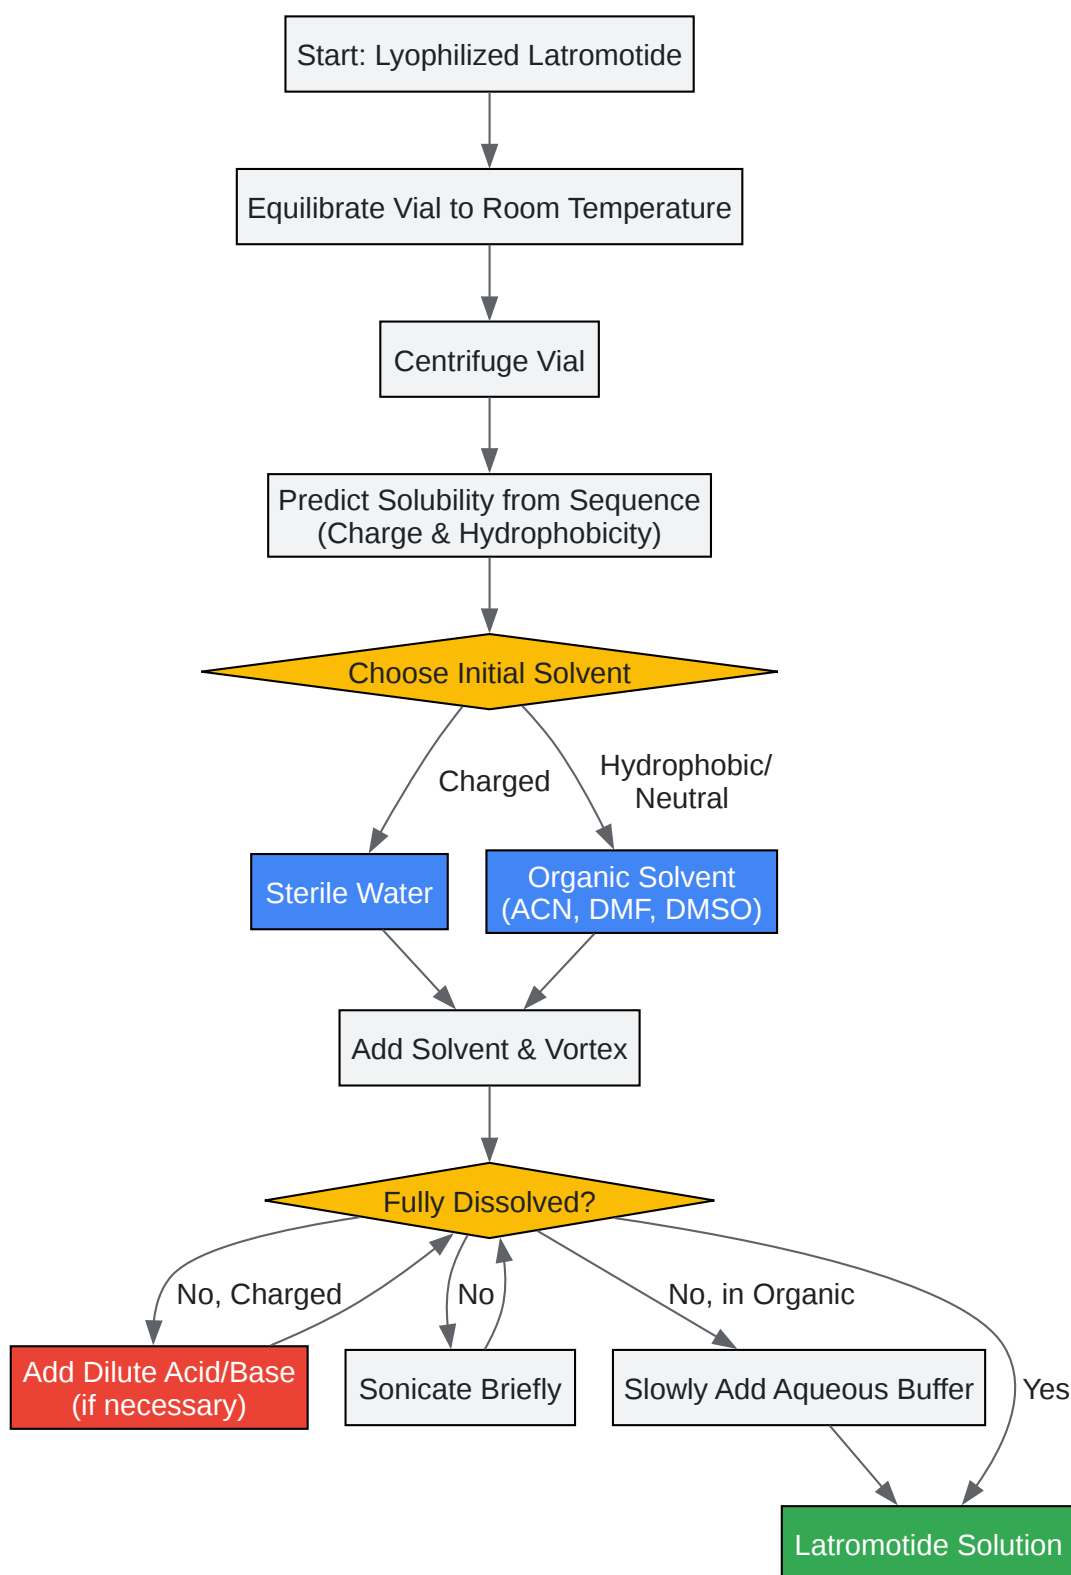 Start: Lyophilized Latromotide
Equilibrate Vial to Room Temperature
Centrifuge Vial
Predict Solubility from Sequence
(Charge & Hydrophobicity)
Choose Initial Solvent
Charged
Hydrophobic/
Neutral
Sterile Water
Organic Solvent
(ACN, DMF, DMSO)
Add Solvent & Vortex
Fully Dissolved?
No, Charged
No
No, in Organic
Yes
Add Dilute Acid/Base
(if necessary)
Sonicate Briefly
Slowly Add Aqueous Buffer
Latromotide Solution